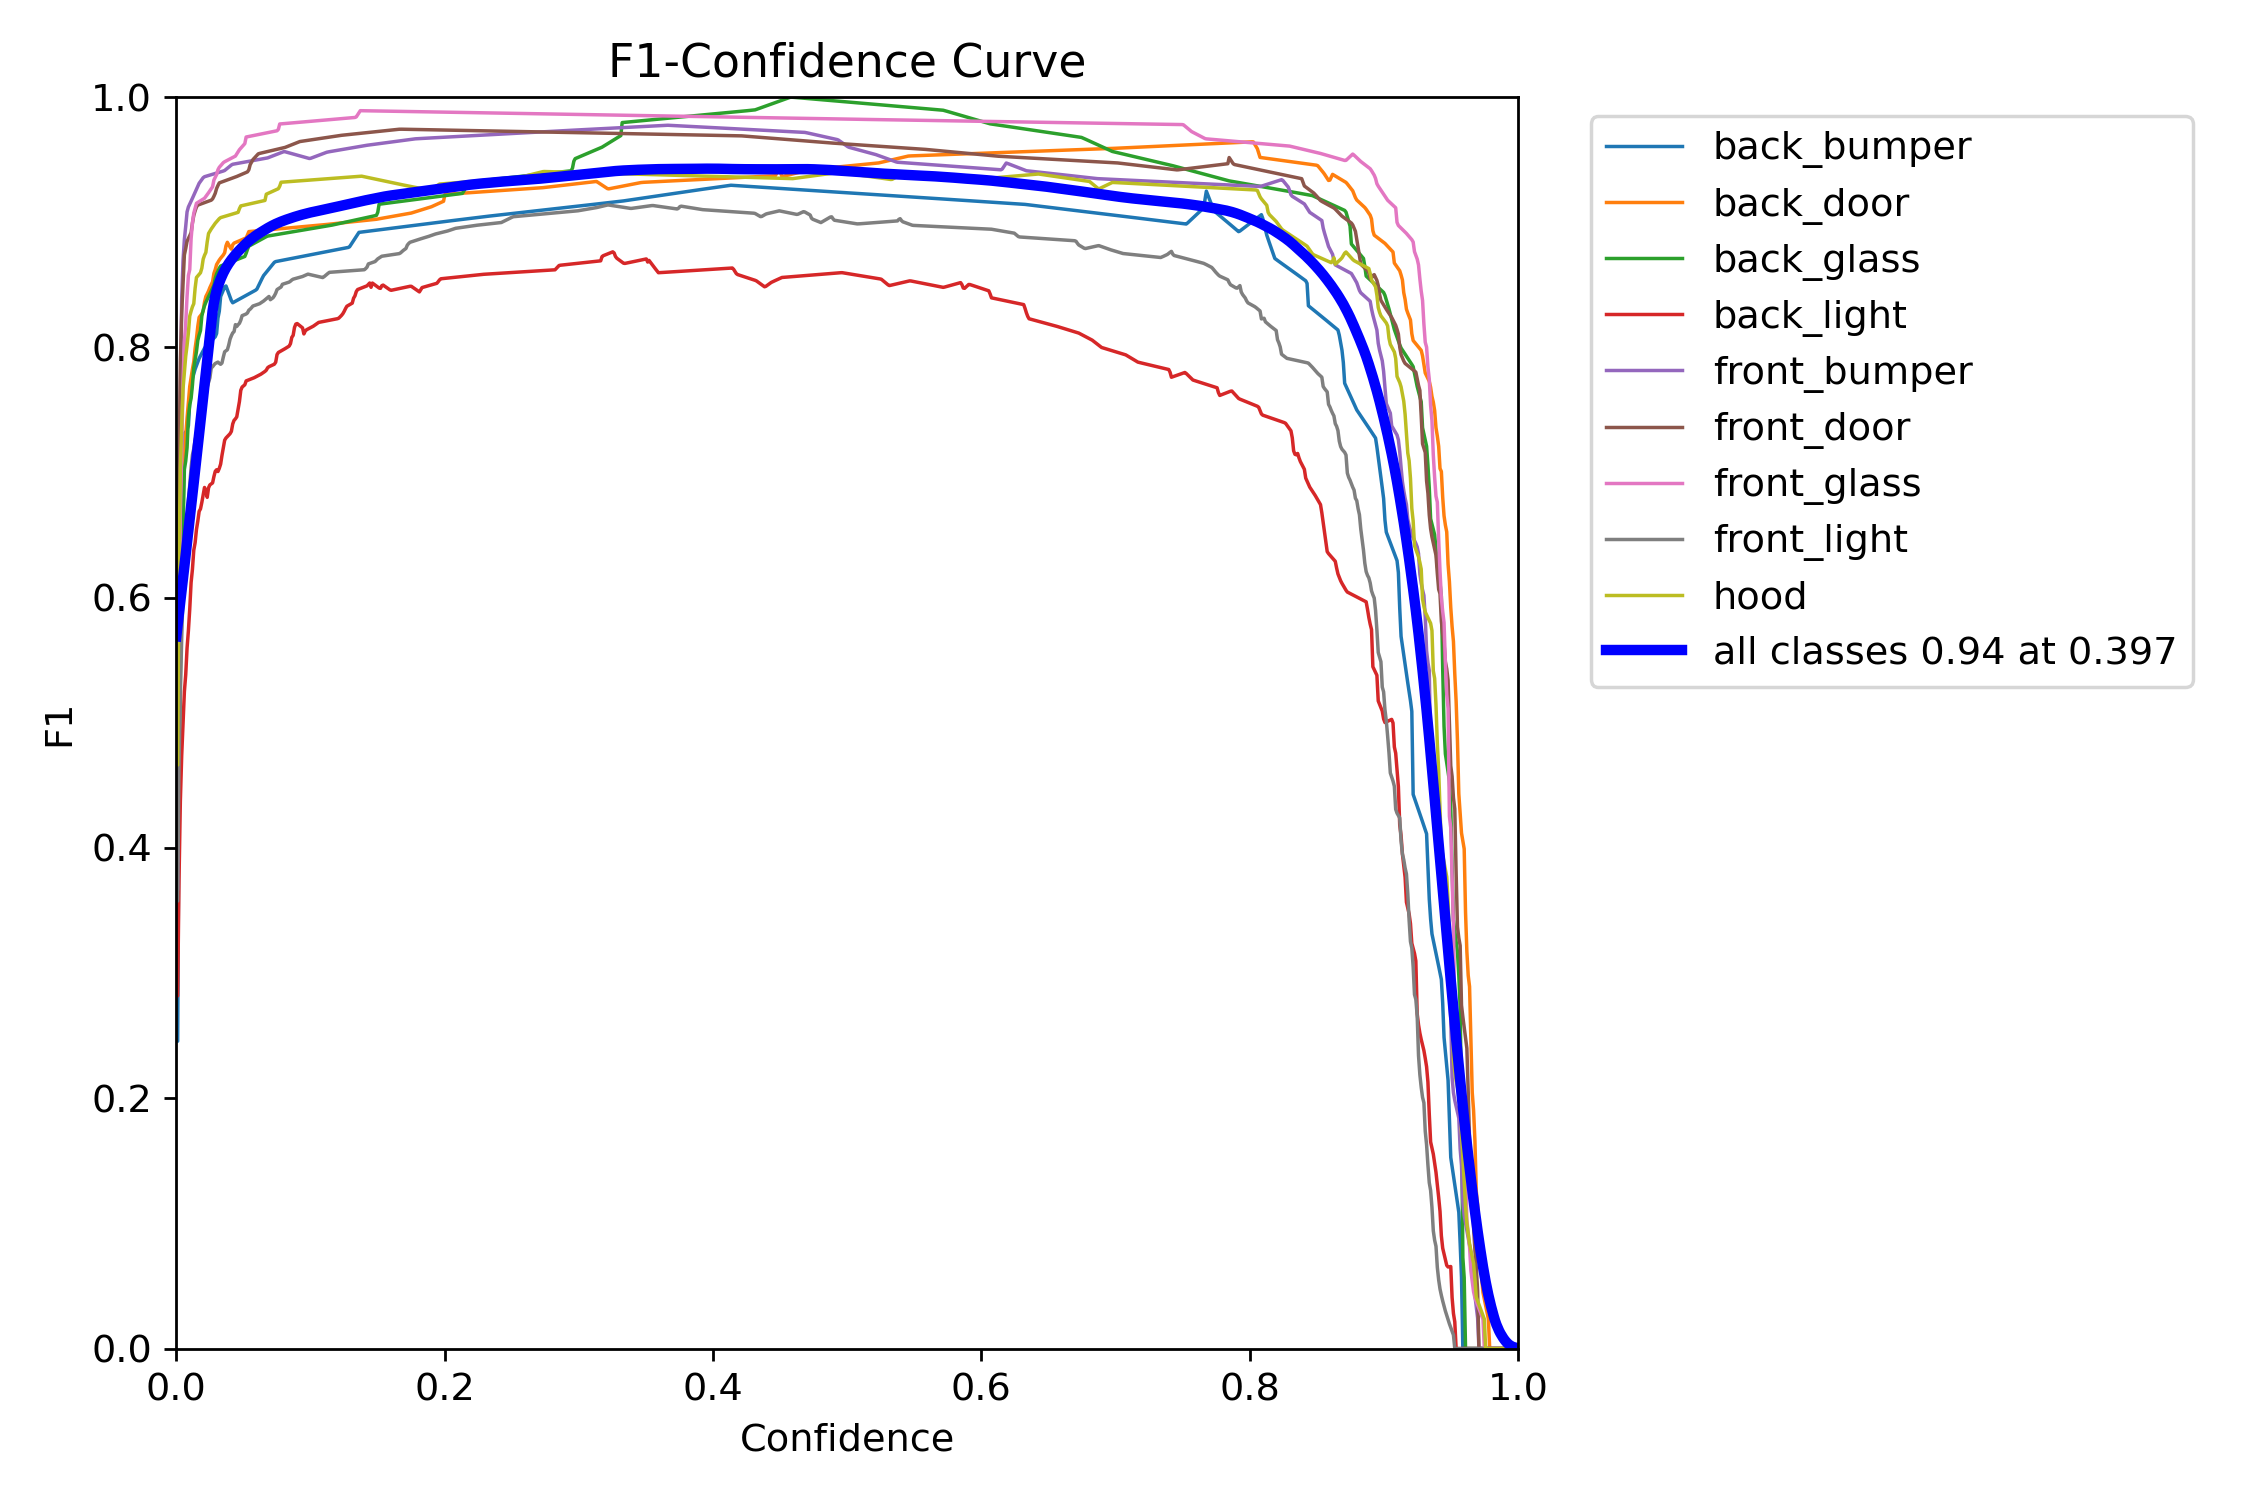 F1-Confidence Curve
1.0
0.8
0.6
0.4
0.2
0.0
F1
0.0 0.2 0.4 0.6 0.8 1.0
Confidence
back_bumper
back_door
back_glass
back_light
front_bumper
front_door
front_glass
front_light
hood
all classes 0.94 at 0.397